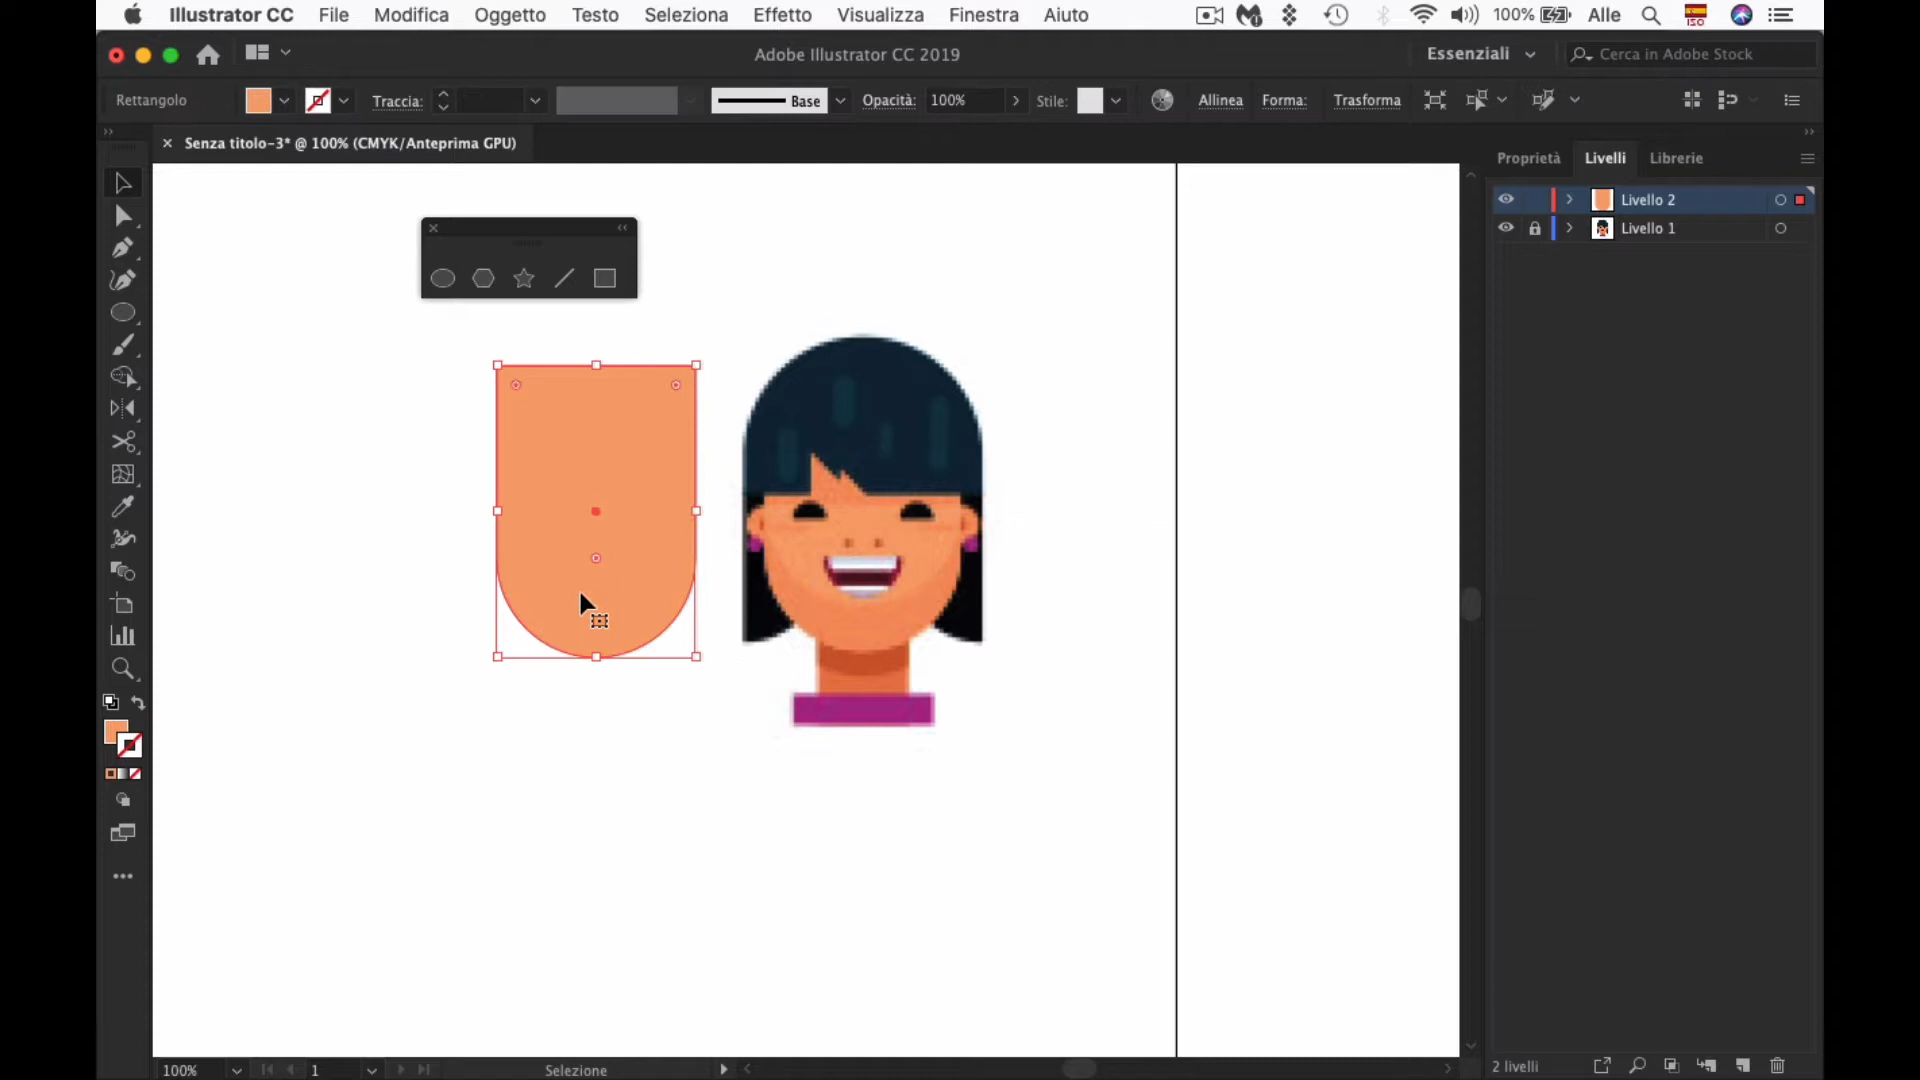 Illustrator CC File Modifica Oggetto Testo Seleziona Effetto Visualizza Finestra Aiuto 100% Alle ISO
Adobe Illustrator CC 2019 Essenziali Cerca in Adobe Stock
Rettangolo Traccia: Base Opacità: 100% Stile: Allinea Forma: Trasforma
Senza titolo-3* @ 100% (CMYK/Anteprima GPU)
Proprietà Livelli Librerie
Livello 2
Livello 1
100% 1 Selezione 2 livelli